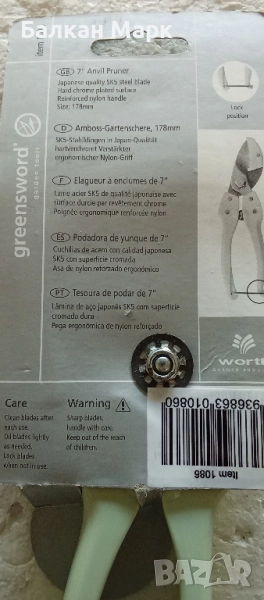 Балкан Марк
item
GB 7" Anvil Pruner
Japanese quality SK5 steel blade
Hard chrome plated surface
Reinforced nylon handle
Size: 178mm
Lock
position
D Amboss-Gartenschere, 178mm
SK5-Stahlklingen in Japan-Qualität
hartverchromt Verstärkter
ergonomischer Nylon-Griff
greensword
garden tools
F Elagueur à enclumes de 7"
Lame acier SK5 de qualité japonaise avec
surface durcie par revêtement chrome
Poignée ergonomique renforcée nylon
ES Podadora de yunque de 7"
Cuchillas de acero con calidad japonesa
SK5 con superficie cromada
Asa de nylon reforzado ergonómico
PT Tesoura de podar de 7"
Lâmina de aço japonês SK5 com superficie
cromada dura
Pega ergonómica de nylon reforçado
worth
Care
Clean blades after
each use.
Oil blades lightly
as needed.
Lock blades
when not in use.
Warning
Sharp blades,
handle with care.
Keep out of the reach
of children.
936863 010860
Item 1086
BAZAR
bg